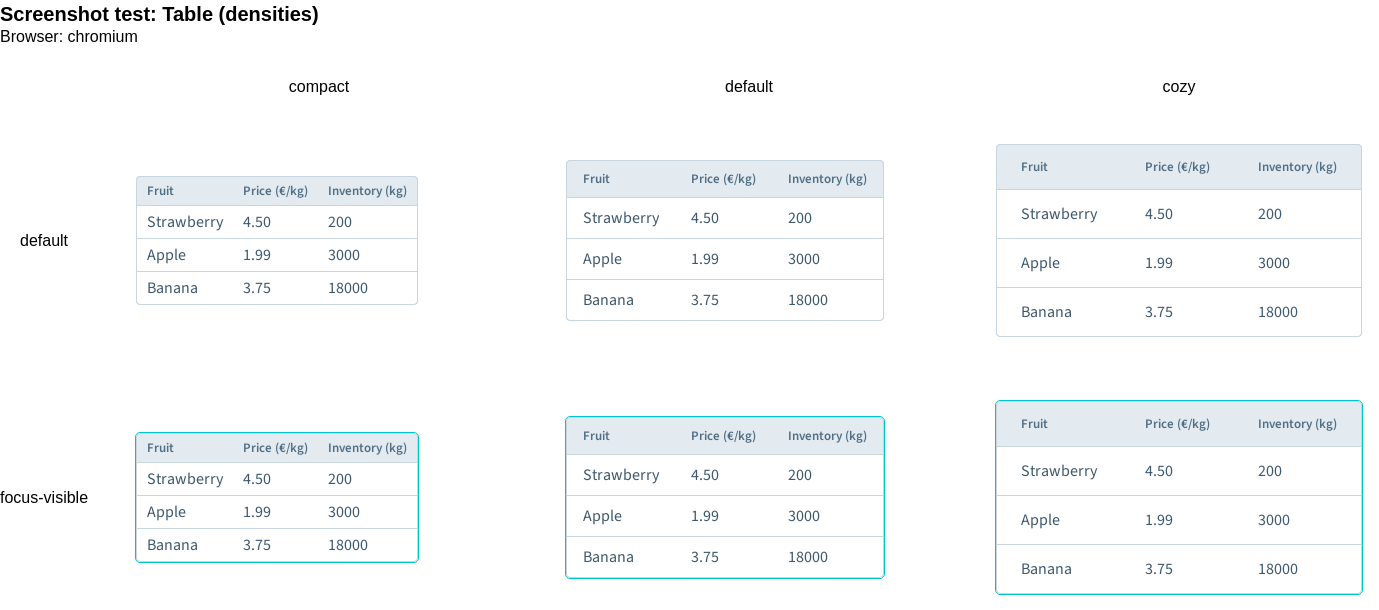 Screenshot test: Table (densities)
Browser: chromium
compact default cozy
default
Fruit Price (€/kg) Inventory (kg)
Strawberry 4.50 200
Apple 1.99 3000
Banana 3.75 18000
Fruit Price (€/kg) Inventory (kg)
Strawberry 4.50 200
Apple 1.99 3000
Banana 3.75 18000
Fruit Price (€/kg) Inventory (kg)
Strawberry 4.50 200
Apple 1.99 3000
Banana 3.75 18000
focus-visible
Fruit Price (€/kg) Inventory (kg)
Strawberry 4.50 200
Apple 1.99 3000
Banana 3.75 18000
Fruit Price (€/kg) Inventory (kg)
Strawberry 4.50 200
Apple 1.99 3000
Banana 3.75 18000
Fruit Price (€/kg) Inventory (kg)
Strawberry 4.50 200
Apple 1.99 3000
Banana 3.75 18000